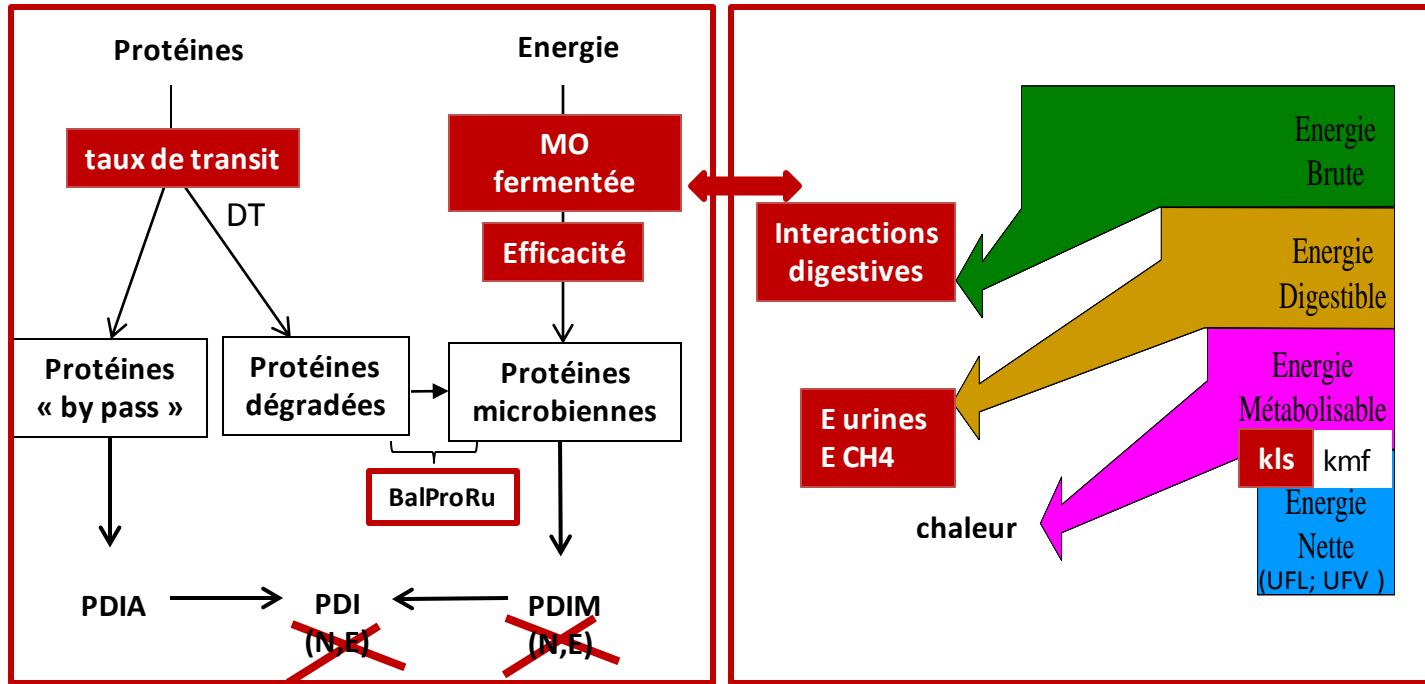 Protéines
Energie
taux de transit
MO
fermentée
DT
Efficacité
Protéines
« by pass »
Protéines
dégradées
Protéines
microbiennes
BalProRu
PDIA
PDI
(N,E)
PDIM
(N,E)
Energie
Brute
Interactions
digestives
Energie
Digestible
E urines
E CH4
Energie
Métabolisable
kls
kmf
chaleur
Energie
Nette
(UFL; UFV )